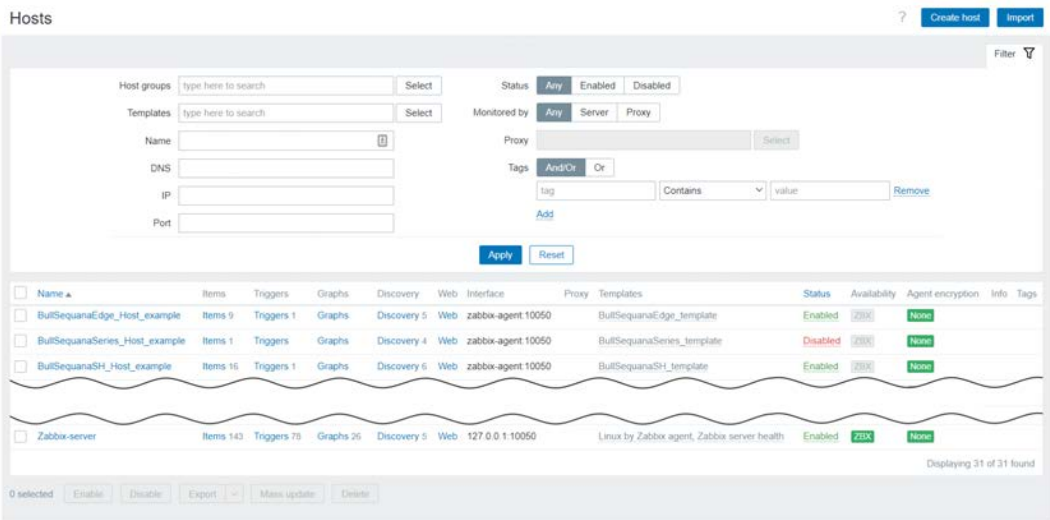 Hosts
? Create host Import
Filter
Host groups type here to search Select Status Any Enabled Disabled
Templates type here to search Select Monitored by Any Server Proxy
Name Proxy Select
DNS Tags And/Or Or
IP tag Contains value Remove
Port Add
Apply Reset
Name Items Triggers Graphs Discovery Web Interface Proxy Templates Status Availability Agent encryption Info Tags
BullSequanaEdge_Host_example Items 9 Triggers 1 Graphs Discovery 5 Web zabbix-agent:10050 BullSequanaEdge_template Enabled ZBX None
BullSequanaSeries_Host_example Items 1 Triggers Graphs Discovery 4 Web zabbix-agent:10050 BullSequanaSeries_template Disabled ZBX None
BullSequanaSH_Host_example Items 16 Triggers 1 Graphs Discovery 6 Web zabbix-agent:10050 BullSequanaSH_template Enabled ZBX None
Zabbix-server Items 143 Triggers 78 Graphs 26 Discovery 5 Web 127.0.0.1:10050 Linux by Zabbix agent, Zabbix server health Enabled ZBX None
Displaying 31 of 31 found
0 selected Enable Disable Export Mass update Delete